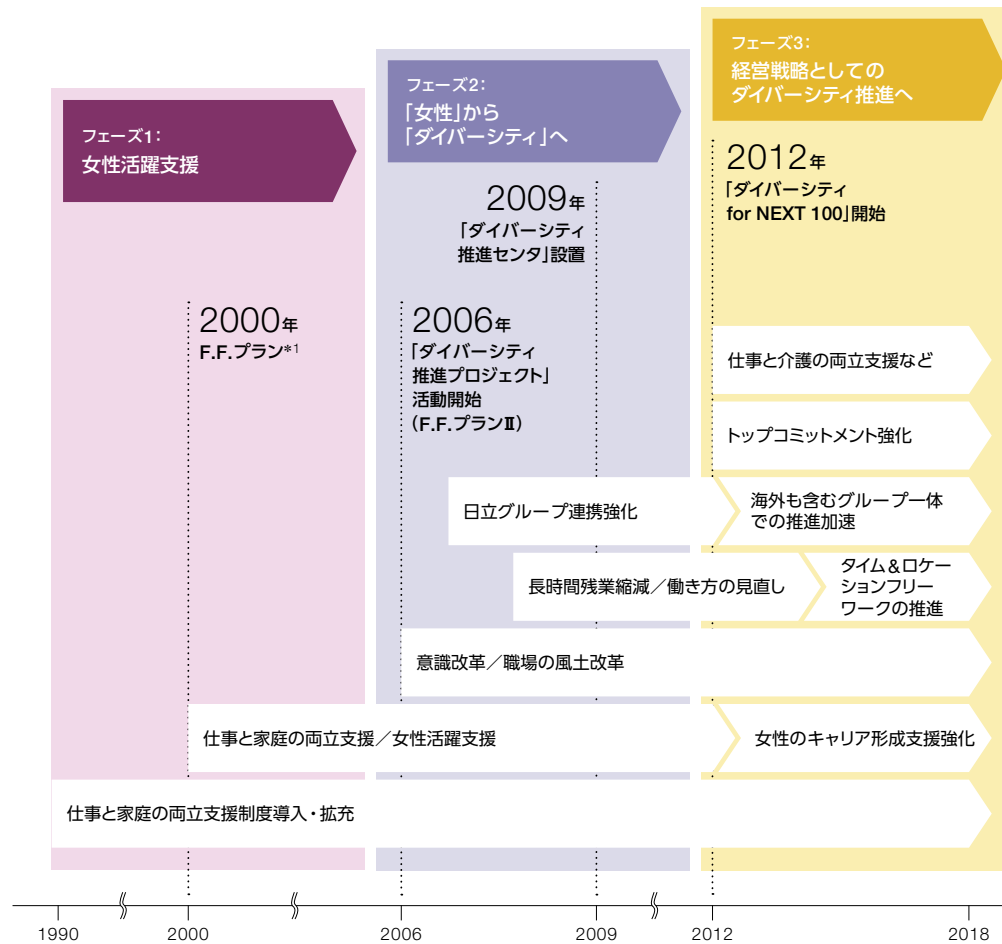 フェーズ1：
女性活躍支援
2000年
F.F.プラン*1
フェーズ2：
「女性」から
「ダイバーシティ」へ
2009年
「ダイバーシティ
推進センタ」設置
2006年
「ダイバーシティ
推進プロジェクト」
活動開始
（F.F.プランⅡ）
フェーズ3：
経営戦略としての
ダイバーシティ推進へ
2012年
「ダイバーシティ
for NEXT 100」開始
仕事と介護の両立支援など
トップコミットメント強化
日立グループ連携強化
海外も含むグループ一体
での推進加速
長時間残業縮減／働き方の見直し
タイム＆ロケー
ションフリー
ワークの推進
意識改革／職場の風土改革
仕事と家庭の両立支援／女性活躍支援
女性のキャリア形成支援強化
仕事と家庭の両立支援制度導入・拡充
1990
2000
2006
2009
2012
2018